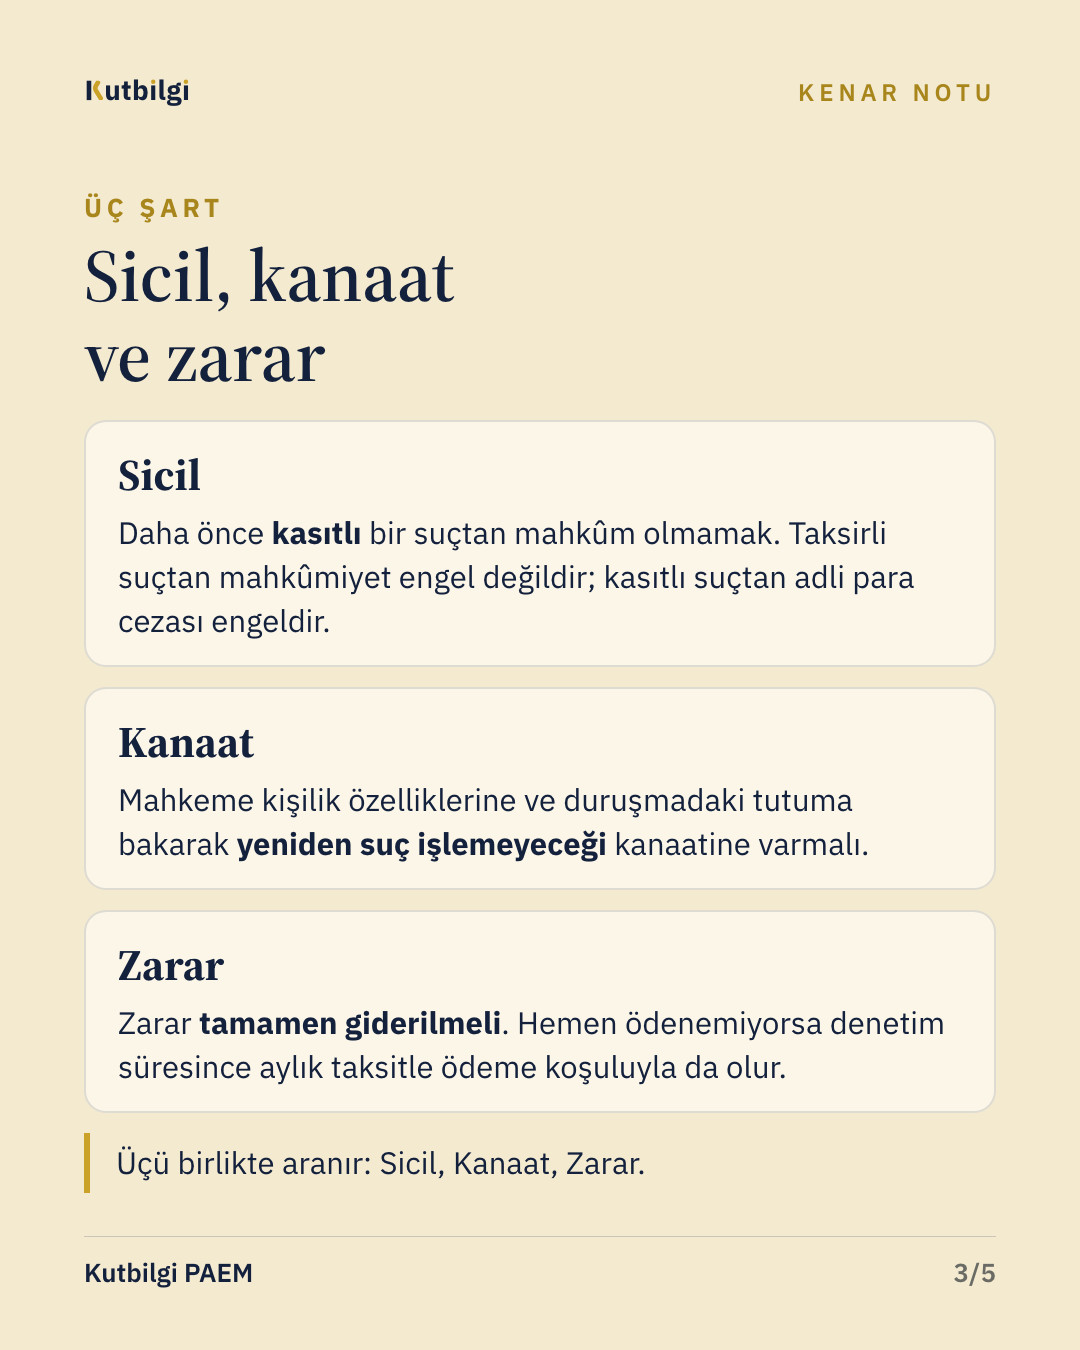 Kutbilgi
KENAR NOTU
ÜÇ ŞART
Sicil, kanaat
ve zarar
Sicil
Daha önce kasıtlı bir suçtan mahkûm olmamak. Taksirli
suçtan mahkûmiyet engel değildir; kasıtlı suçtan adli para
cezası engeldir.
Kanaat
Mahkeme kişilik özelliklerine ve duruşmadaki tutuma
bakarak yeniden suç işlemeyeceği kanaatine varmalı.
Zarar
Zarar tamamen giderilmeli. Hemen ödenemiyorsa denetim
süresince aylık taksitle ödeme koşuluyla da olur.
Üçü birlikte aranır: Sicil, Kanaat, Zarar.
Kutbilgi PAEM
3/5